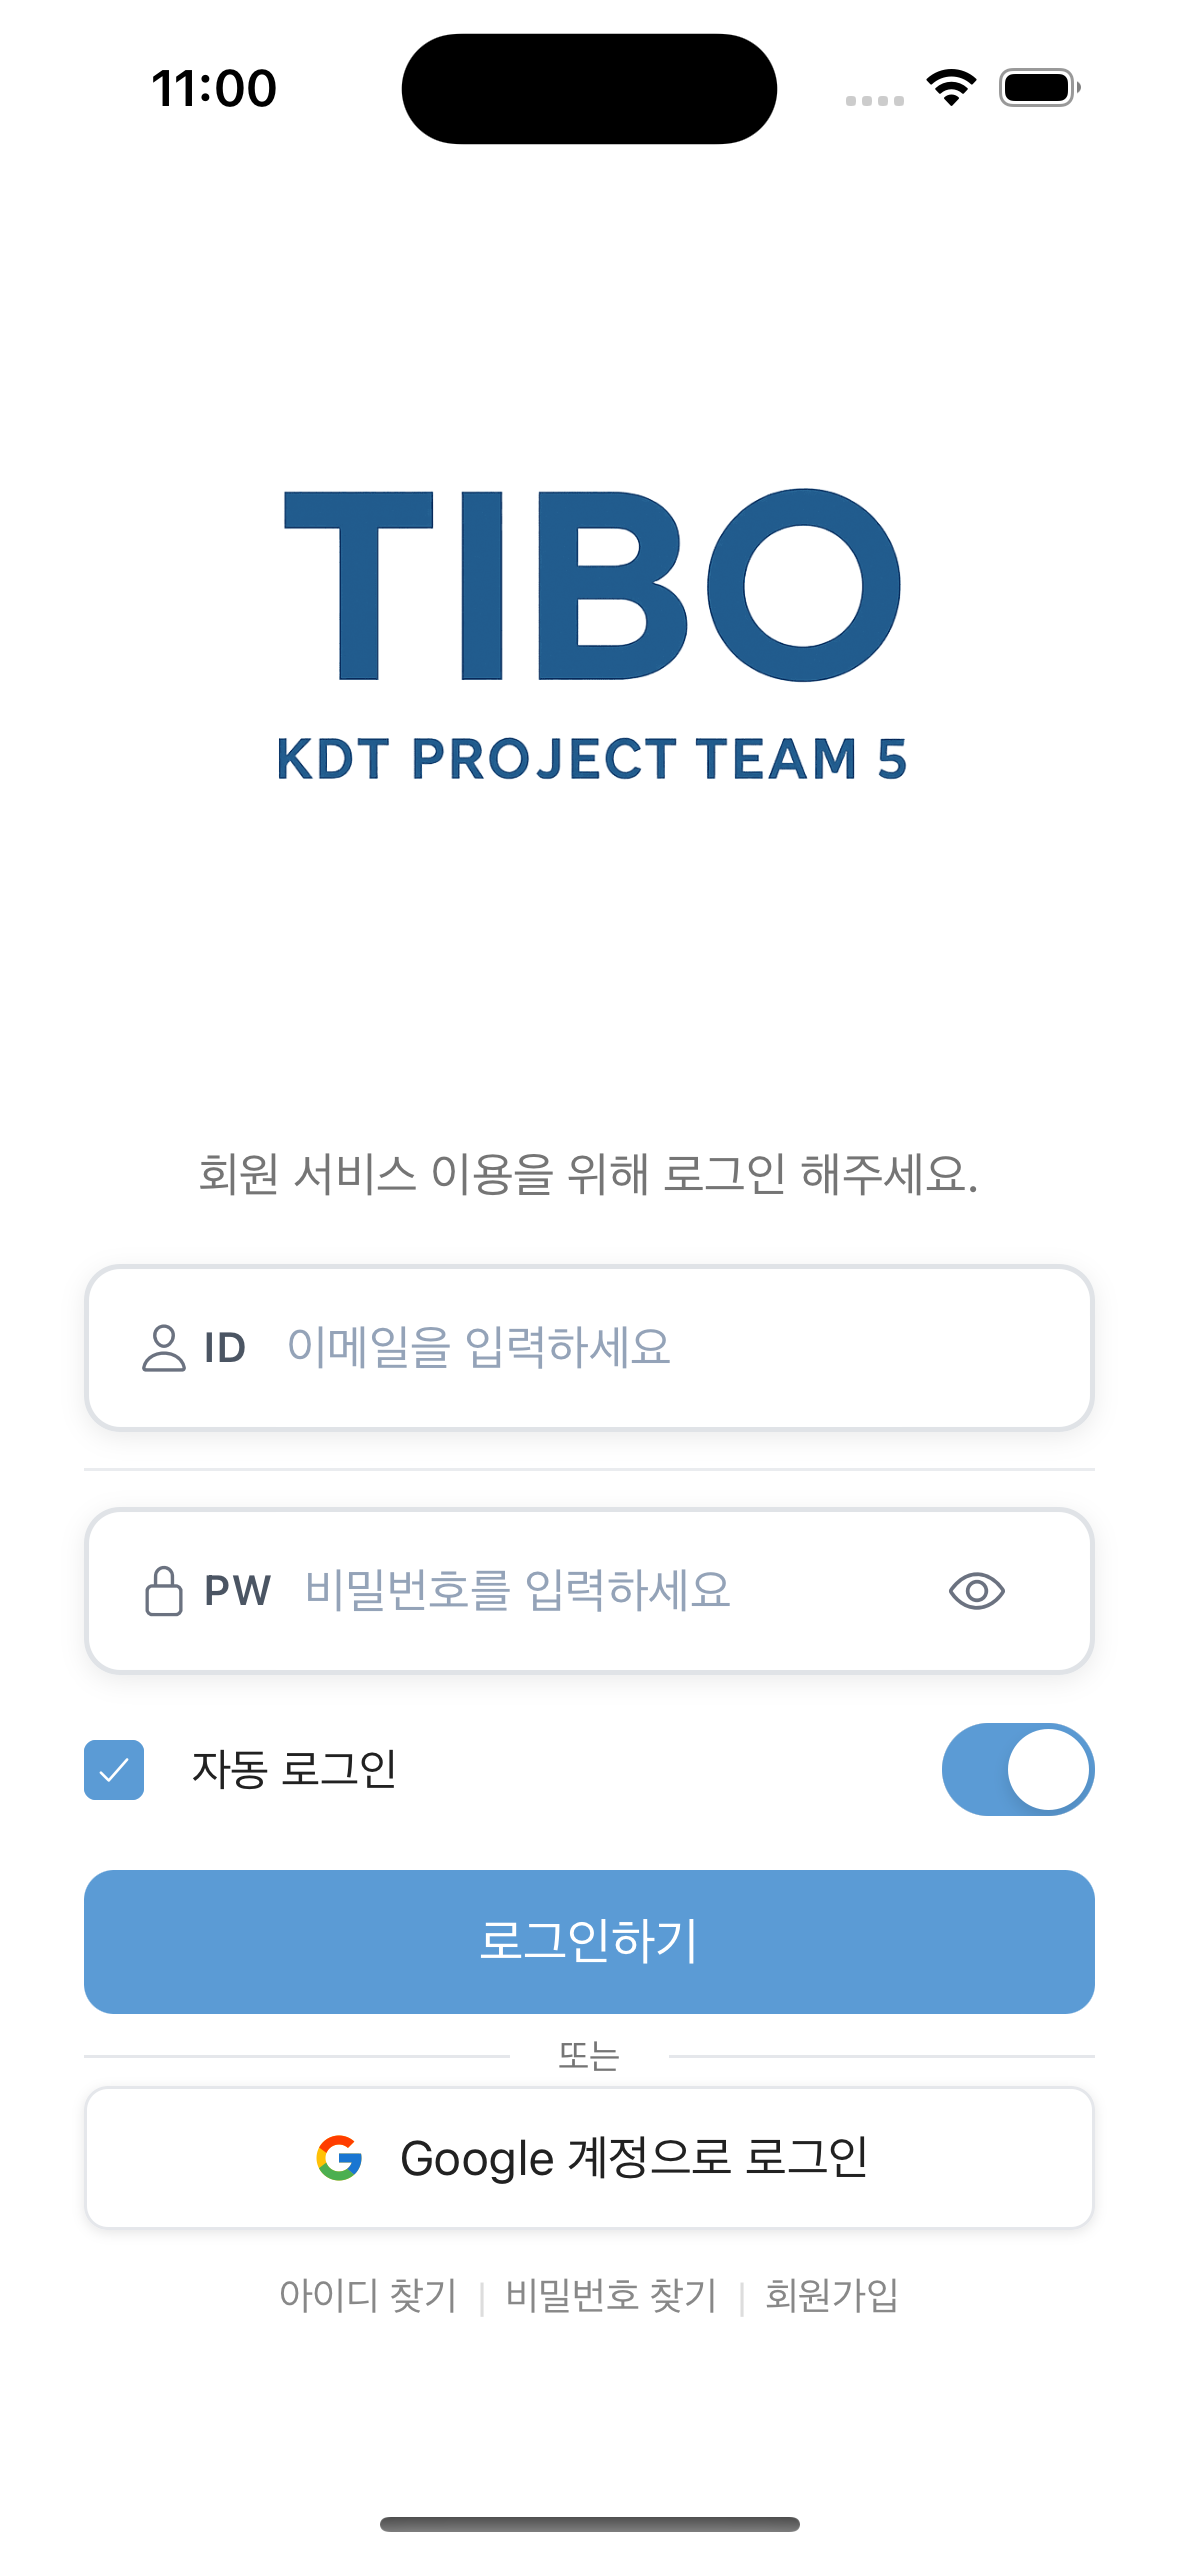 11:00
TIBO
KDT PROJECT TEAM 5
회원 서비스 이용을 위해 로그인 해주세요.
ID 이메일을 입력하세요
PW 비밀번호를 입력하세요
자동 로그인
로그인하기
또는
Google 계정으로 로그인
아이디 찾기 | 비밀번호 찾기 | 회원가입